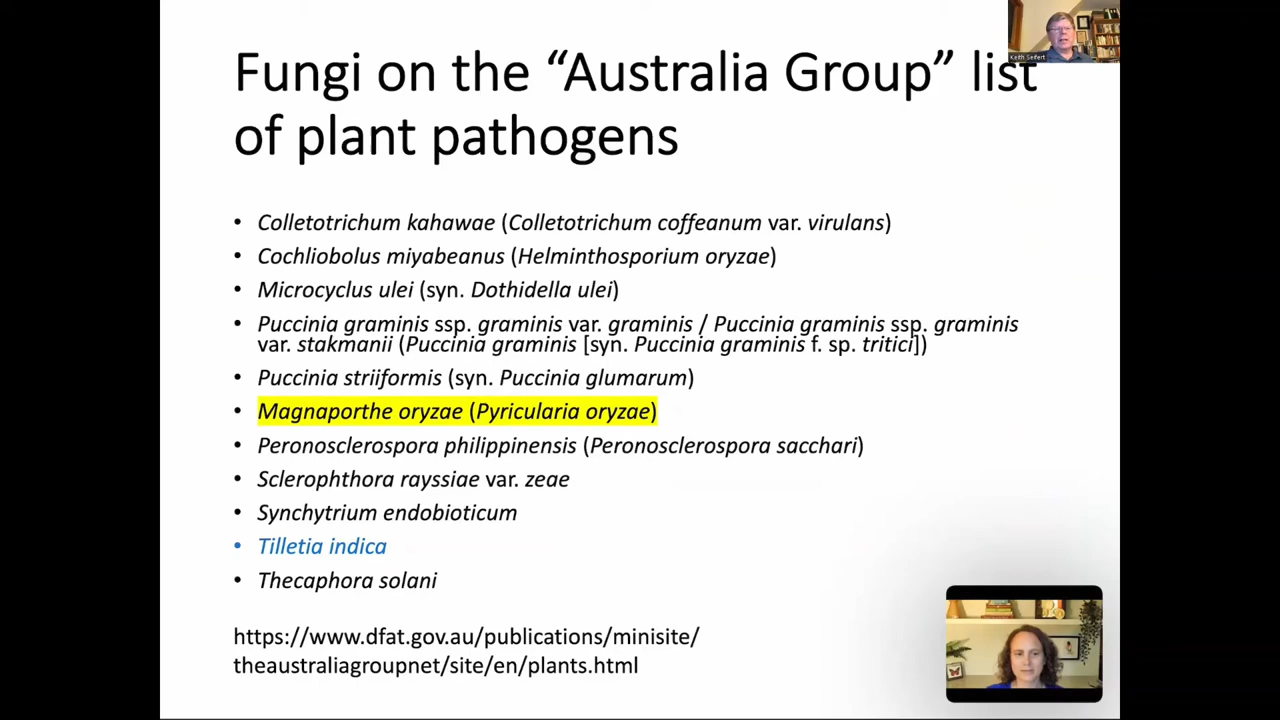 Keith Seifert
Fungi on the “Australia Group” list
of plant pathogens
• Colletotrichum kahawae (Colletotrichum coffeanum var. virulans)
• Cochliobolus miyabeanus (Helminthosporium oryzae)
• Microcyclus ulei (syn. Dothidella ulei)
• Puccinia graminis ssp. graminis var. graminis / Puccinia graminis ssp. graminis
var. stakmanii (Puccinia graminis [syn. Puccinia graminis f. sp. tritici])
• Puccinia striiformis (syn. Puccinia glumarum)
• Magnaporthe oryzae (Pyricularia oryzae)
• Peronosclerospora philippinensis (Peronosclerospora sacchari)
• Sclerophthora rayssiae var. zeae
• Synchytrium endobioticum
• Tilletia indica
• Thecaphora solani
https://www.dfat.gov.au/publications/minisite/
theaustraliagroupnet/site/en/plants.html